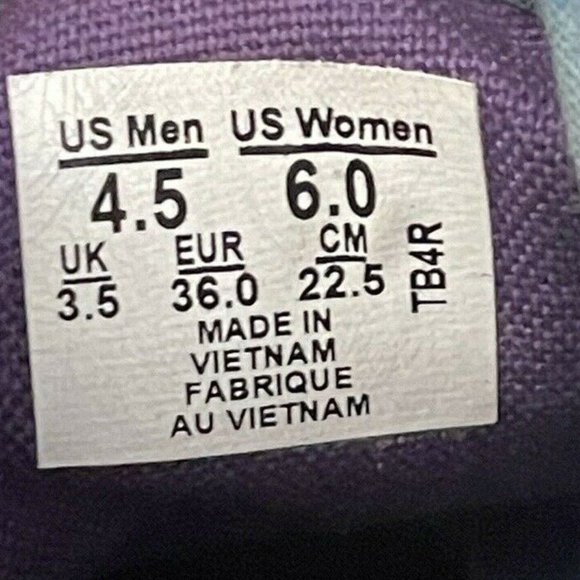 US Men US Women
4.5 6.0
UK EUR CM
3.5 36.0 22.5
TB4R
MADE IN
VIETNAM
FABRIQUE
AU VIETNAM